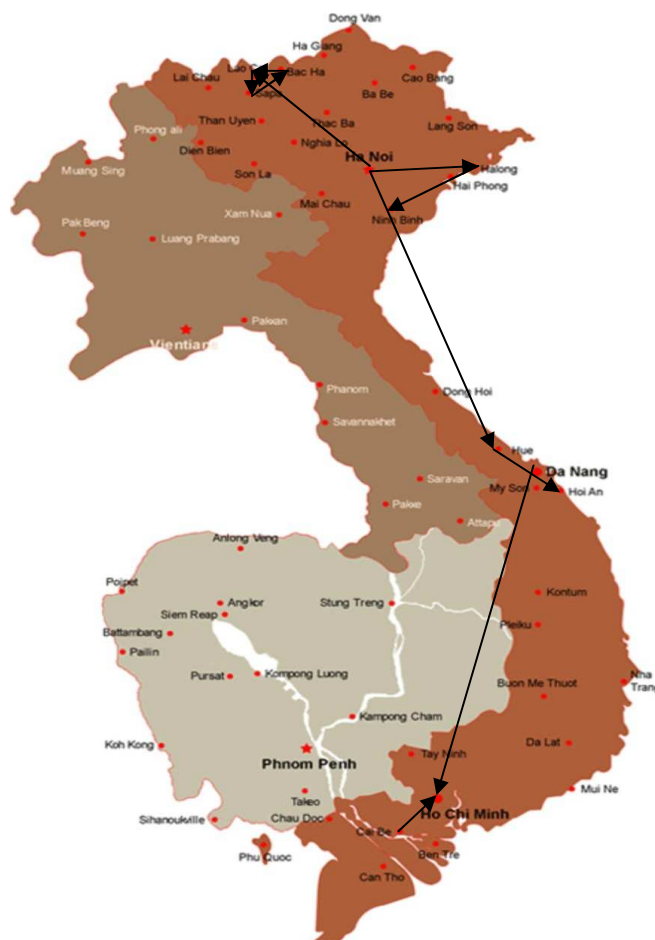 Dong Van
Ha Giang
Lao
Bac Ha
Cao Bang
Lai Chau
Sapa
Ba Be
Than Uyen
Thac Ba
Lang Son
Phong ali
Dien Bien
Nghia Lo
Ha Noi
Muang Sing
Son La
Halong
Hai Phong
Mai Chau
Xam Nua
Ninh Binh
Pak Beng
Luang Prabang
Pakxan
Vientiane
Phanom
Dong Hoi
Savannakhet
Hue
Da Nang
Saravan
My Son
Hoi An
Pakxe
Attapu
Anlong Veng
Poipet
Angkor
Stung Treng
Kontum
Siem Reap
Battambang
Pleiku
Pailin
Pursat
Kompong Luong
Nha
Trang
Buon Me Thuot
Kampong Cham
Koh Kong
Phnom Penh
Tay Ninh
Da Lat
Takeo
Mui Ne
Sihanoukville
Chau Doc
Ho Chi Minh
Cai Be
Phu Quoc
Ben Tre
Can Tho